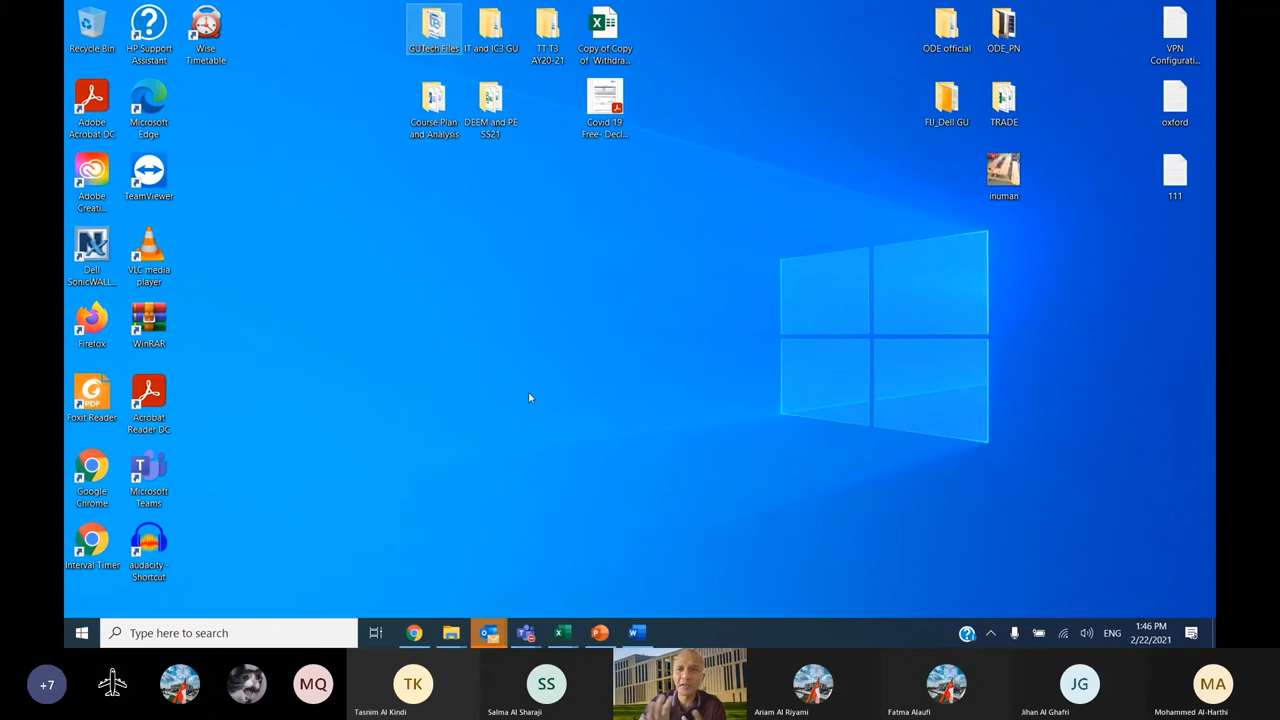 Recycle Bin
HP Support
Assistant
Wise
Timetable
GUTech Files
IT and IC3 GU
TT T3
AY20-21
Copy of Copy
of Withdra...
ODE official
ODE_PN
VPN
Configurati...
Adobe
Acrobat DC
Microsoft
Edge
Course Plan
and Analysis
DEEM and PE
SS21
Covid 19
Free- Decl...
FIJ_Dell GU
TRADE
oxford
Adobe
Creati...
TeamViewer
inuman
111
Dell
SonicWALL...
VLC media
player
Firefox
WinRAR
PDF
Foxit Reader
Acrobat
Reader DC
Google
Chrome
Microsoft
Teams
Interval Timer
audacity -
Shortcut
Type here to search
ENG
1:46 PM
2/22/2021
+7
MQ
TK
Tasnim Al Kindi
SS
Salma Al Sharaji
Ariam Al Riyami
Fatma Alaufi
JG
Jihan Al Ghafri
MA
Mohammed Al-Harthi